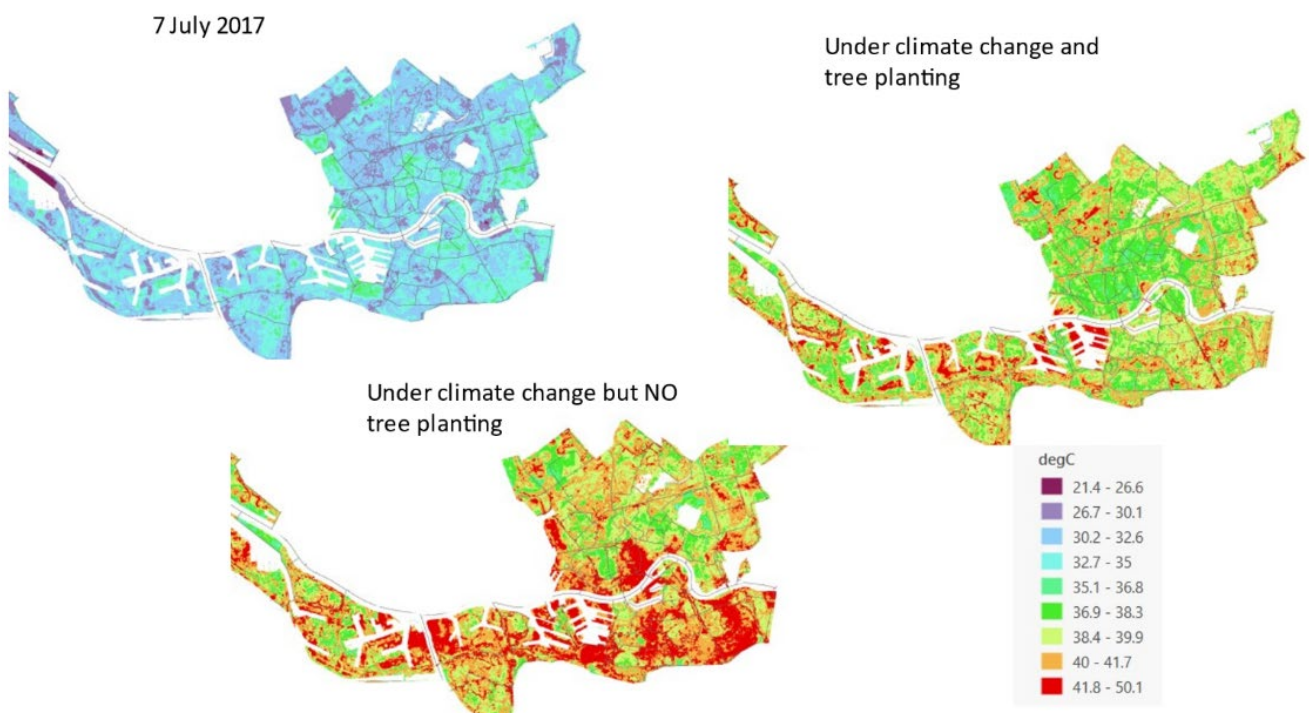 7 July 2017
Under climate change and
tree planting
Under climate change but NO
tree planting
degC
21.4 - 26.6
26.7 - 30.1
30.2 - 32.6
32.7 - 35
35.1 - 36.8
36.9 - 38.3
38.4 - 39.9
40 - 41.7
41.8 - 50.1